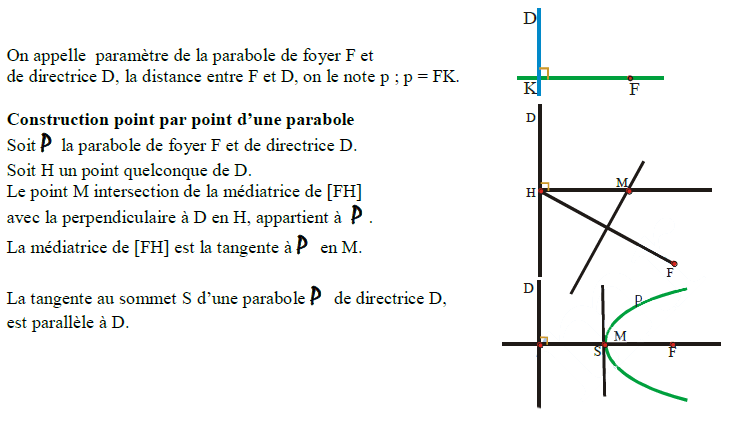 On appelle paramètre de la parabole de foyer F et
de directrice D, la distance entre F et D, on le note p ; p = FK.
Construction point par point d’une parabole
Soit P la parabole de foyer F et de directrice D.
Soit H un point quelconque de D.
Le point M intersection de la médiatrice de [FH]
avec la perpendiculaire à D en H, appartient à P .
La médiatrice de [FH] est la tangente à P en M.
La tangente au sommet S d’une parabole P de directrice D,
est parallèle à D.
D
K
F
D
H
M
F
D
p
M
S
F